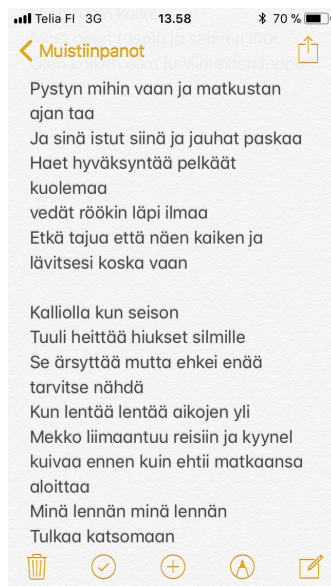 Telia FI 3G 13.58 70 %
Muistiinpanot
Pystyn mihin vaan ja matkustan
ajan taa
Ja sinä istut siinä ja jauhat paskaa
Haet hyväksyntää pelkäät
kuolemaa
vedät röökin läpi ilmaa
Etkä tajua että näen kaiken ja
lävitsesi koska vaan
Kalliolla kun seison
Tuuli heittää hiukset silmille
Se ärsyttää mutta ehkei enää
tarvitse nähdä
Kun lentää lentää aikojen yli
Mekko liimaantuu reisiin ja kyynel
kuivaa ennen kuin ehtii matkaansa
aloittaa
Minä lennän minä lennän
Tulkaa katsomaan